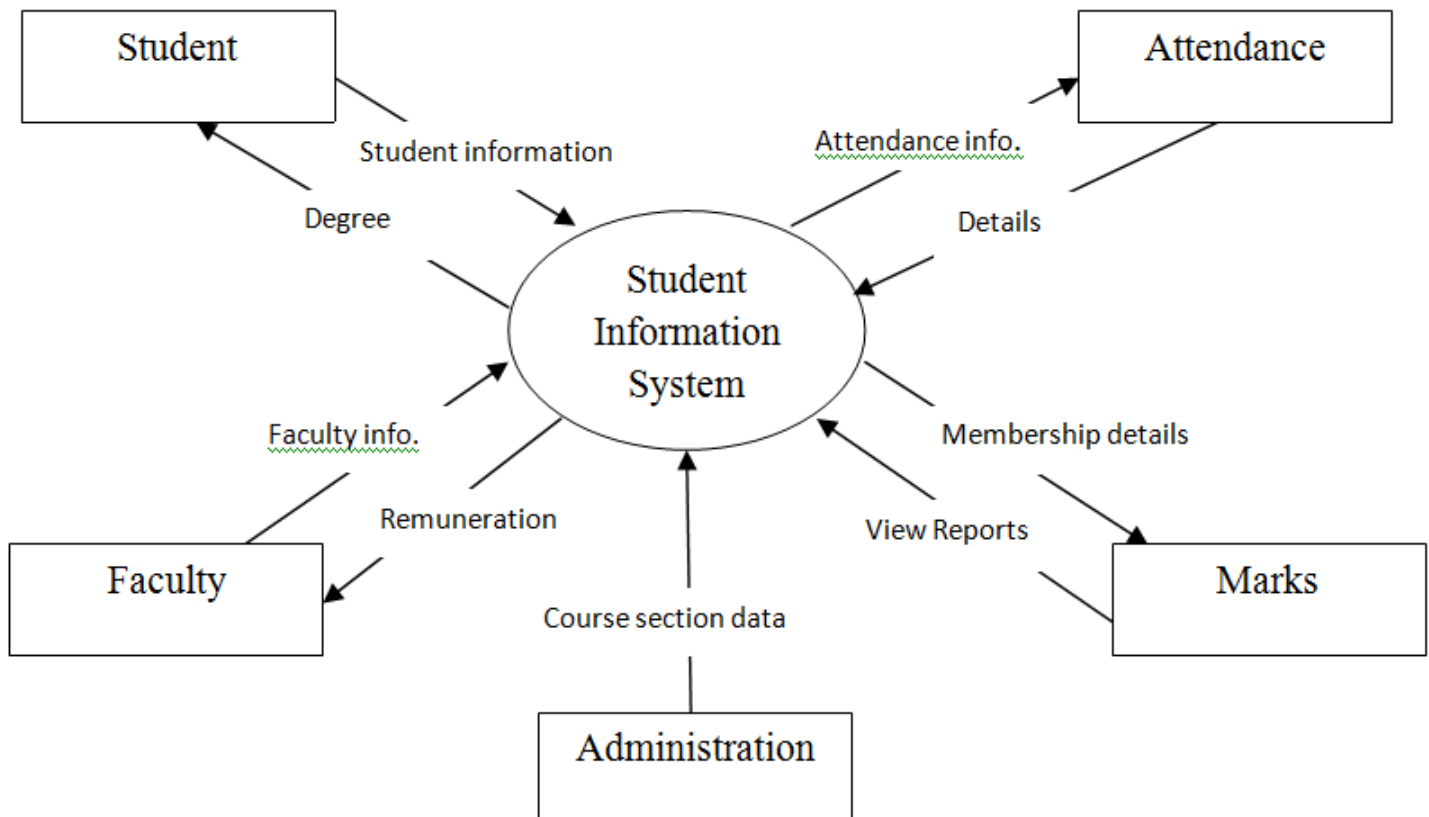 Student
Attendance
Student information
Attendance info.
Degree
Details
Student
Information
System
Faculty info.
Membership details
Remuneration
View Reports
Faculty
Marks
Course section data
Administration